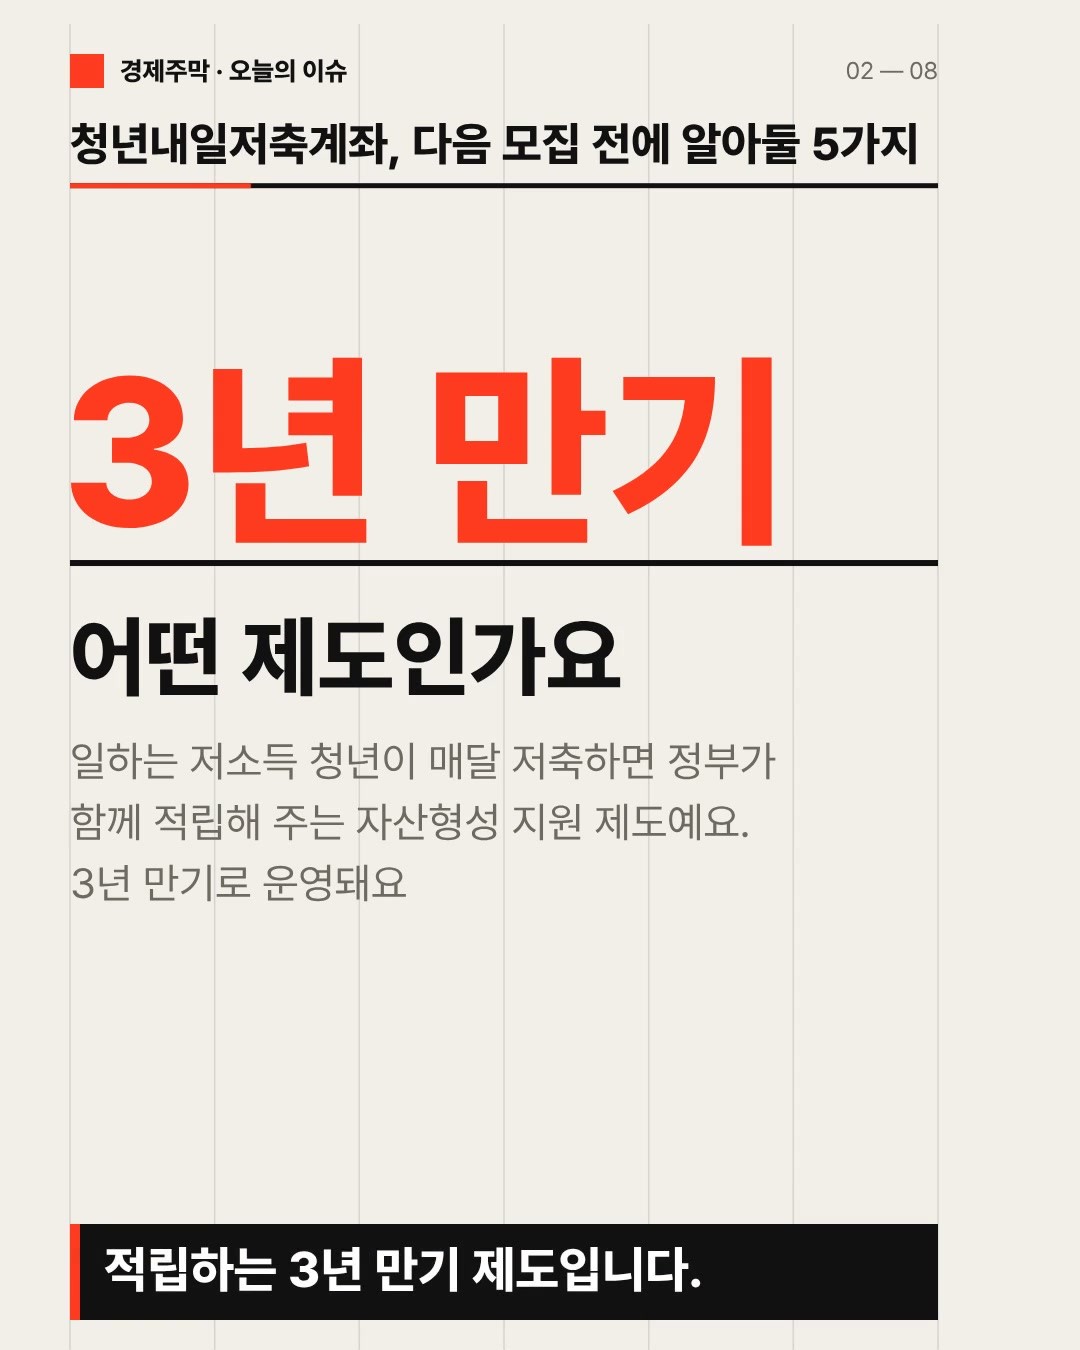 경제주막 · 오늘의 이슈
02 — 08
청년내일저축계좌, 다음 모집 전에 알아둘 5가지
3년 만기
어떤 제도인가요
일하는 저소득 청년이 매달 저축하면 정부가
함께 적립해 주는 자산형성 지원 제도예요.
3년 만기로 운영돼요
적립하는 3년 만기 제도입니다.